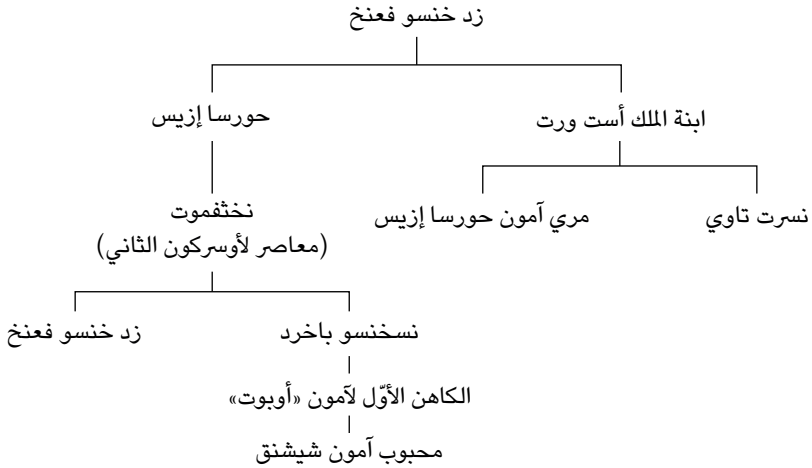 زد خنسو فعنخ
ابنة الملك أست ورت
حورسا إزيس
نسرت تاوي
مري آمون حورسا إزيس
نخثفموت
(معاصر لأوسركون الثاني)
نسخنسو باخرد
زد خنسو فعنخ
الكاهن الأوّل لآمون «أوبوت»
محبوب آمون شيشنق